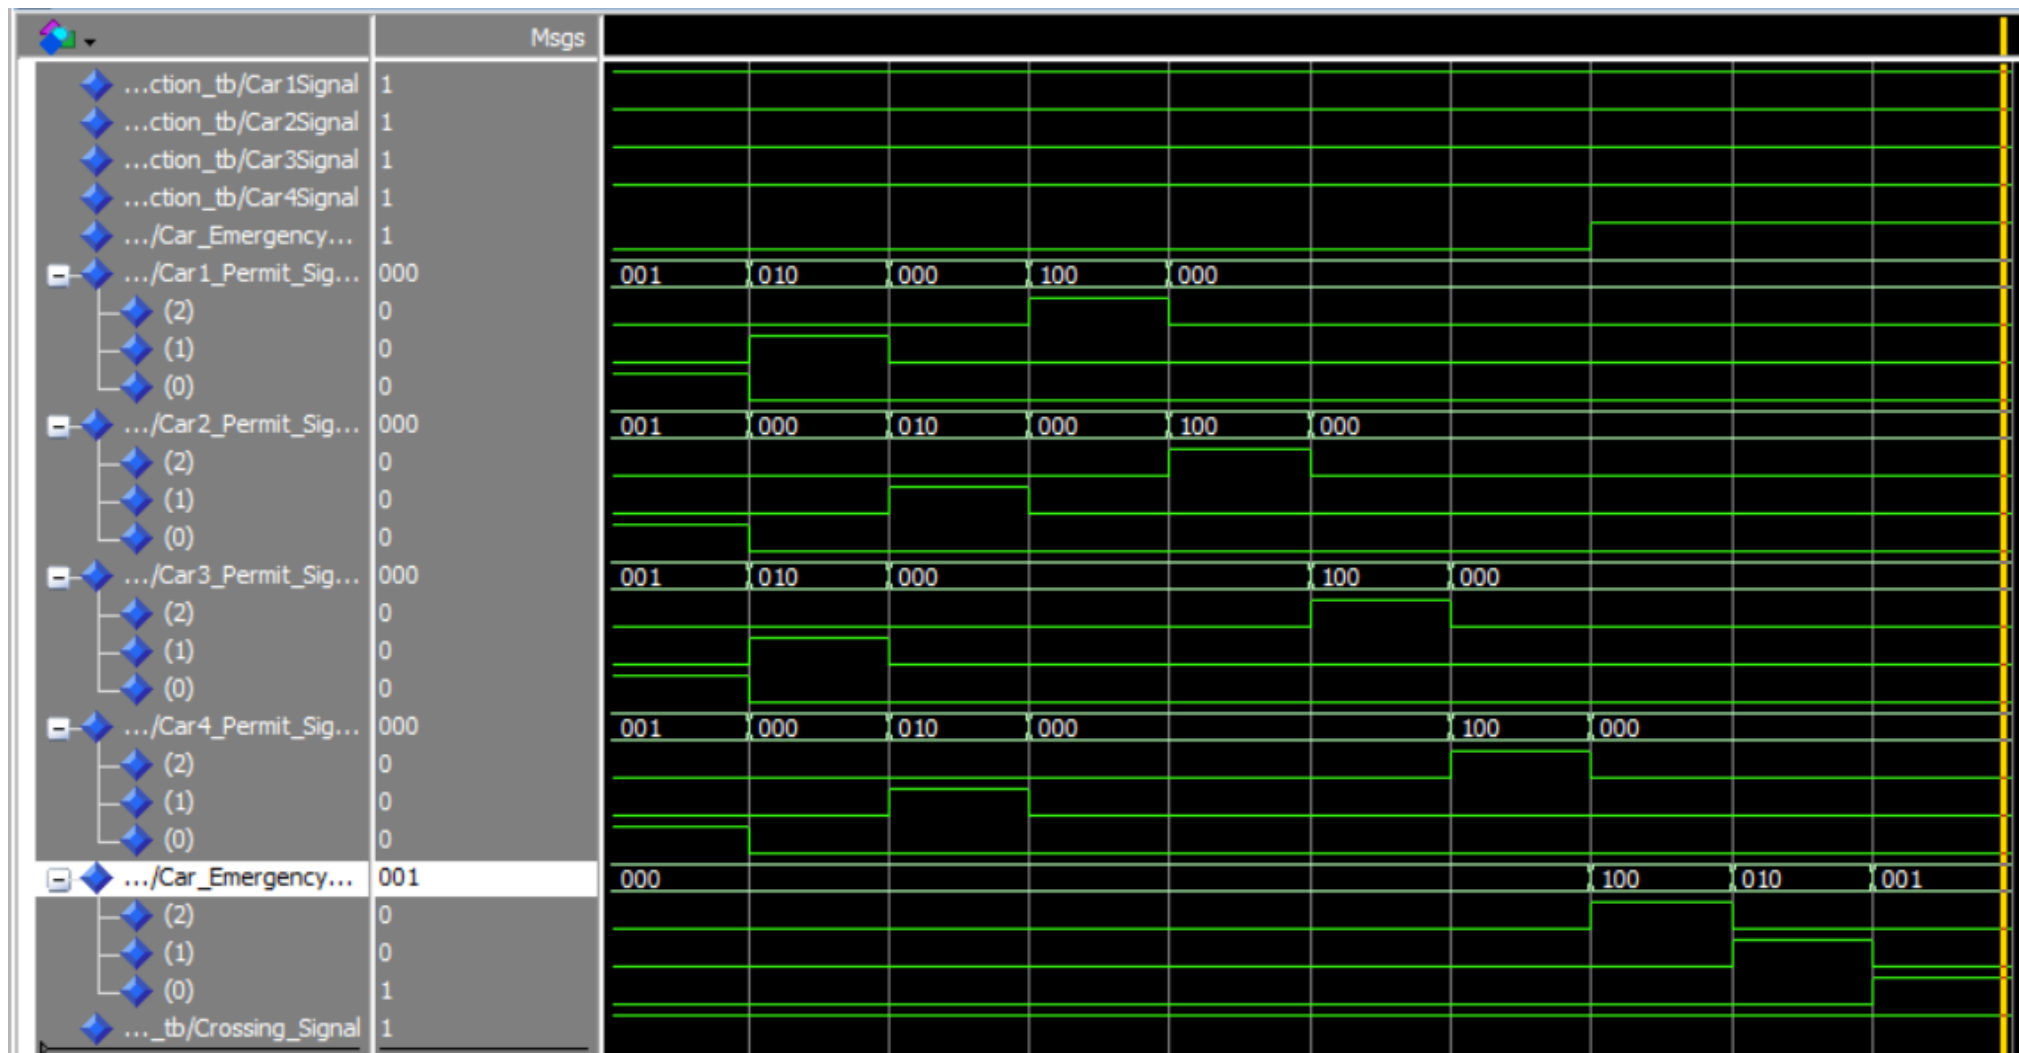 Msgs
...ction_tb/Car1Signal 1
...ction_tb/Car2Signal 1
...ction_tb/Car3Signal 1
...ction_tb/Car4Signal 1
.../Car_Emergency... 1
.../Car1_Permit_Sig... 000 001 010 000 100 000
(2) 0
(1) 0
(0) 0
.../Car2_Permit_Sig... 000 001 000 010 000 100 000
(2) 0
(1) 0
(0) 0
.../Car3_Permit_Sig... 000 001 010 000 100 000
(2) 0
(1) 0
(0) 0
.../Car4_Permit_Sig... 000 001 000 010 000 100 000
(2) 0
(1) 0
(0) 0
.../Car_Emergency... 001 000 100 010 001
(2) 0
(1) 0
(0) 1
..._tb/Crossing_Signal 1